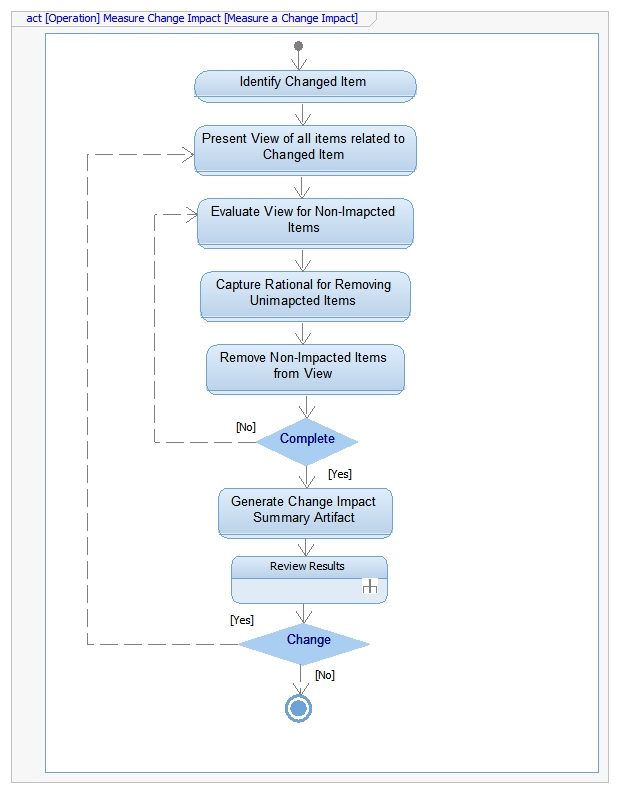 act [Operation] Measure Change Impact [Measure a Change Impact]
Identify Changed Item
Present View of all items related to
Changed Item
Evaluate View for Non-Imapcted
Items
Capture Rational for Removing
Unimapcted Items
Remove Non-Impacted Items
from View
[No]
Complete
[Yes]
Generate Change Impact
Summary Artifact
Review Results
[Yes]
Change
[No]